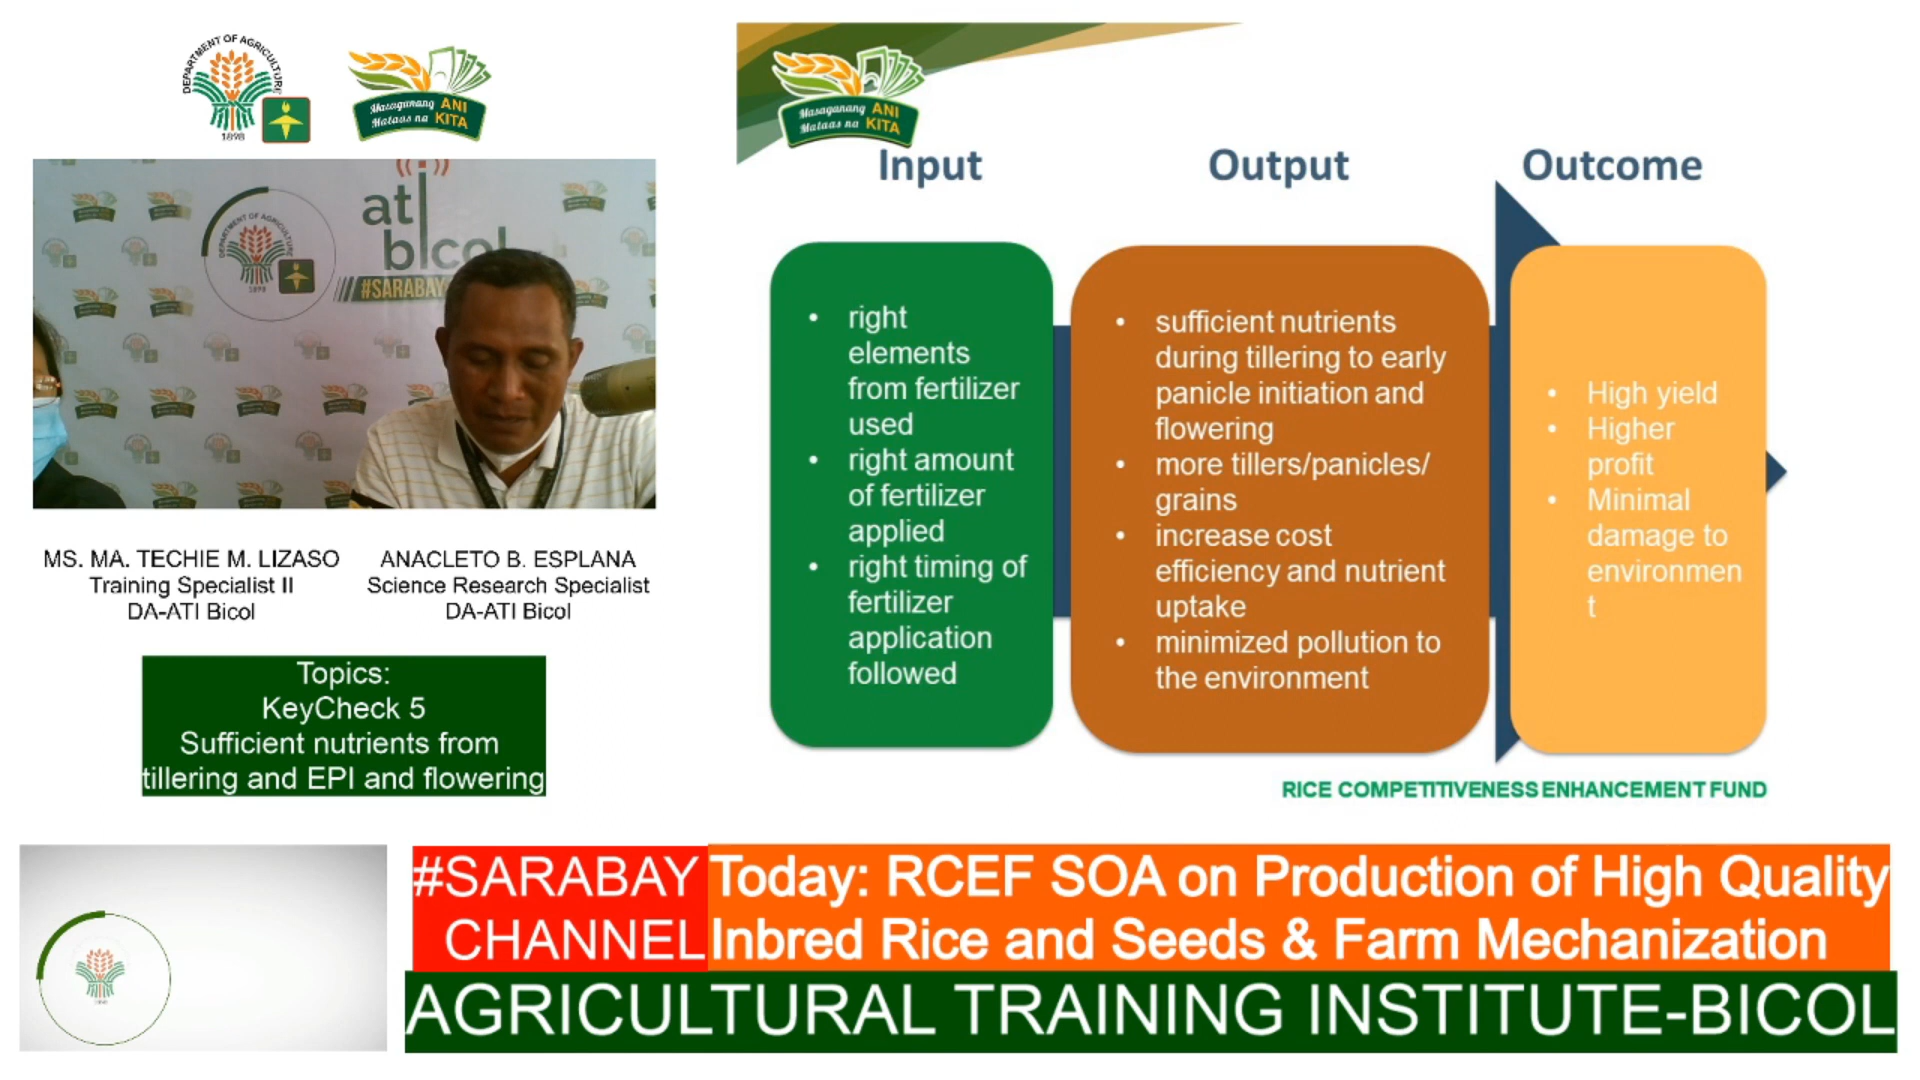 DEPARTMENT OF AGRICULTURE
1898
Masaganang ANI
Mataas na KITA
DEPARTMENT OF AGRICULTURE
1898
ati
bicol
#SARABAY
MS. MA. TECHIE M. LIZASO
Training Specialist II
DA-ATI Bicol
ANACLETO B. ESPLANA
Science Research Specialist
DA-ATI Bicol
Topics:
KeyCheck 5
Sufficient nutrients from
tillering and EPI and flowering
Masaganang ANI
Mataas na KITA
Input
Output
Outcome
• right
elements
from fertilizer
used
• right amount
of fertilizer
applied
• right timing of
fertilizer
application
followed
• sufficient nutrients
during tillering to early
panicle initiation and
flowering
• more tillers/panicles/
grains
• increase cost
efficiency and nutrient
uptake
• minimized pollution to
the environment
• High yield
• Higher
profit
• Minimal
damage to
environmen
t
RICE COMPETITIVENESS ENHANCEMENT FUND
#SARABAY
CHANNEL
Today: RCEF SOA on Production of High Quality
Inbred Rice and Seeds & Farm Mechanization
AGRICULTURAL TRAINING INSTITUTE-BICOL